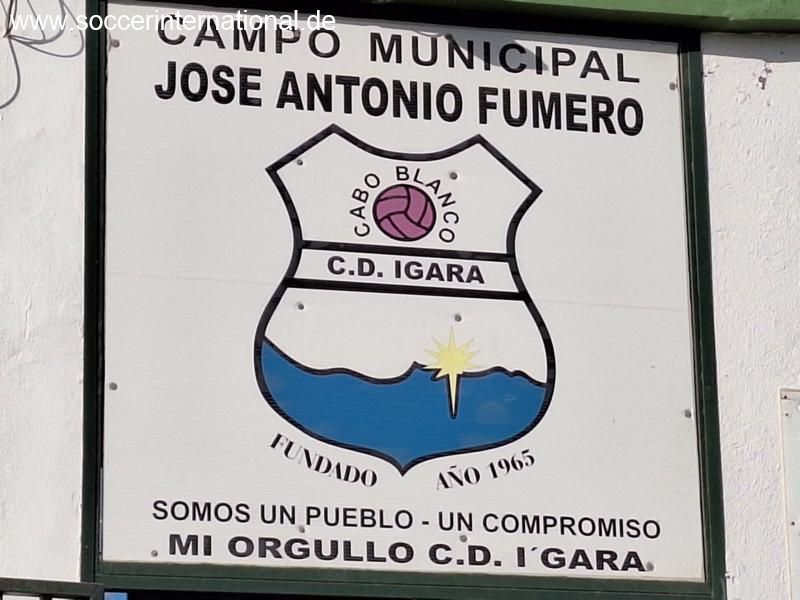 www.soccerinternational.de
CAMPO MUNICIPAL
JOSE ANTONIO FUMERO
CABO BLANCO
C.D. IGARA
FUNDADO AÑO 1965
SOMOS UN PUEBLO - UN COMPROMISO
MI ORGULLO C.D. I´GARA